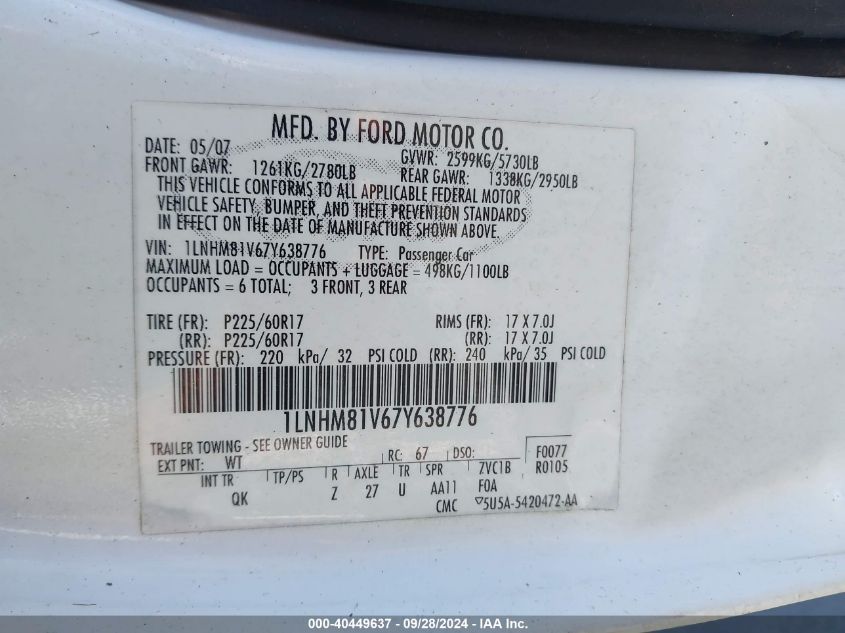 MFD. BY FORD MOTOR CO.
DATE: 05/07 GVWR: 2599KG/5730LB
FRONT GAWR: 1261KG/2780LB REAR GAWR: 1338KG/2950LB
THIS VEHICLE CONFORMS TO ALL APPLICABLE FEDERAL MOTOR
VEHICLE SAFETY, BUMPER, AND THEFT PREVENTION STANDARDS
IN EFFECT ON THE DATE OF MANUFACTURE SHOWN ABOVE.
VIN: 1LNHM81V67Y638776 TYPE: Passenger Car
MAXIMUM LOAD = OCCUPANTS + LUGGAGE = 498KG/1100LB
OCCUPANTS = 6 TOTAL; 3 FRONT, 3 REAR
TIRE (FR): P225/60R17 RIMS (FR): 17 X 7.0J
(RR): P225/60R17 (RR): 17 X 7.0J
PRESSURE (FR): 220 kPa/ 32 PSI COLD (RR): 240 kPa/ 35 PSI COLD
1LNHM81V67Y638776
TRAILER TOWING - SEE OWNER GUIDE
EXT PNT: WT RC: 67 DSO: F0077
INT TR TP/PS R AXLE TR SPR ZVC1B R0105
QK Z 27 U AA11 FOA
CMC ▽5U5A-5420472-AA
000-40449637 - 09/28/2024 - IAA Inc.